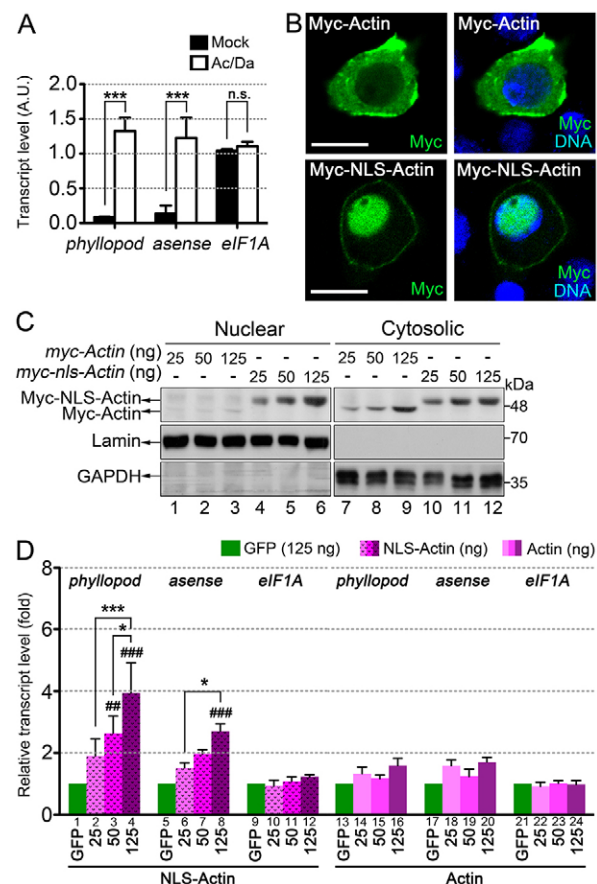 A
Mock
Ac/Da
Transcript level (A.U.)
2.0
1.5
1.0
0.5
0.0
***
***
n.s.
phyllopod asense eIF1A
B
Myc-Actin
Myc
Myc-Actin
Myc
DNA
Myc-NLS-Actin
Myc
Myc-NLS-Actin
Myc
DNA
C
Nuclear Cytosolic
myc-Actin (ng) 25 50 125 - - - 25 50 125 - - -
myc-nls-Actin (ng) - - - 25 50 125 - - - 25 50 125
kDa
Myc-NLS-Actin
Myc-Actin
-48
Lamin
-70
GAPDH
-35
1 2 3 4 5 6 7 8 9 10 11 12
D
GFP (125 ng) NLS-Actin (ng) Actin (ng)
Relative transcript level (fold)
8
6
4
2
0
phyllopod asense eIF1A phyllopod asense eIF1A
***
*
*
##
###
###
1 2 3 4 5 6 7 8 9 10 11 12 13 14 15 16 17 18 19 20 21 22 23 24
GFP 25 50 125 GFP 25 50 125 GFP 25 50 125 GFP 25 50 125 GFP 25 50 125 GFP 25 50 125
NLS-Actin Actin